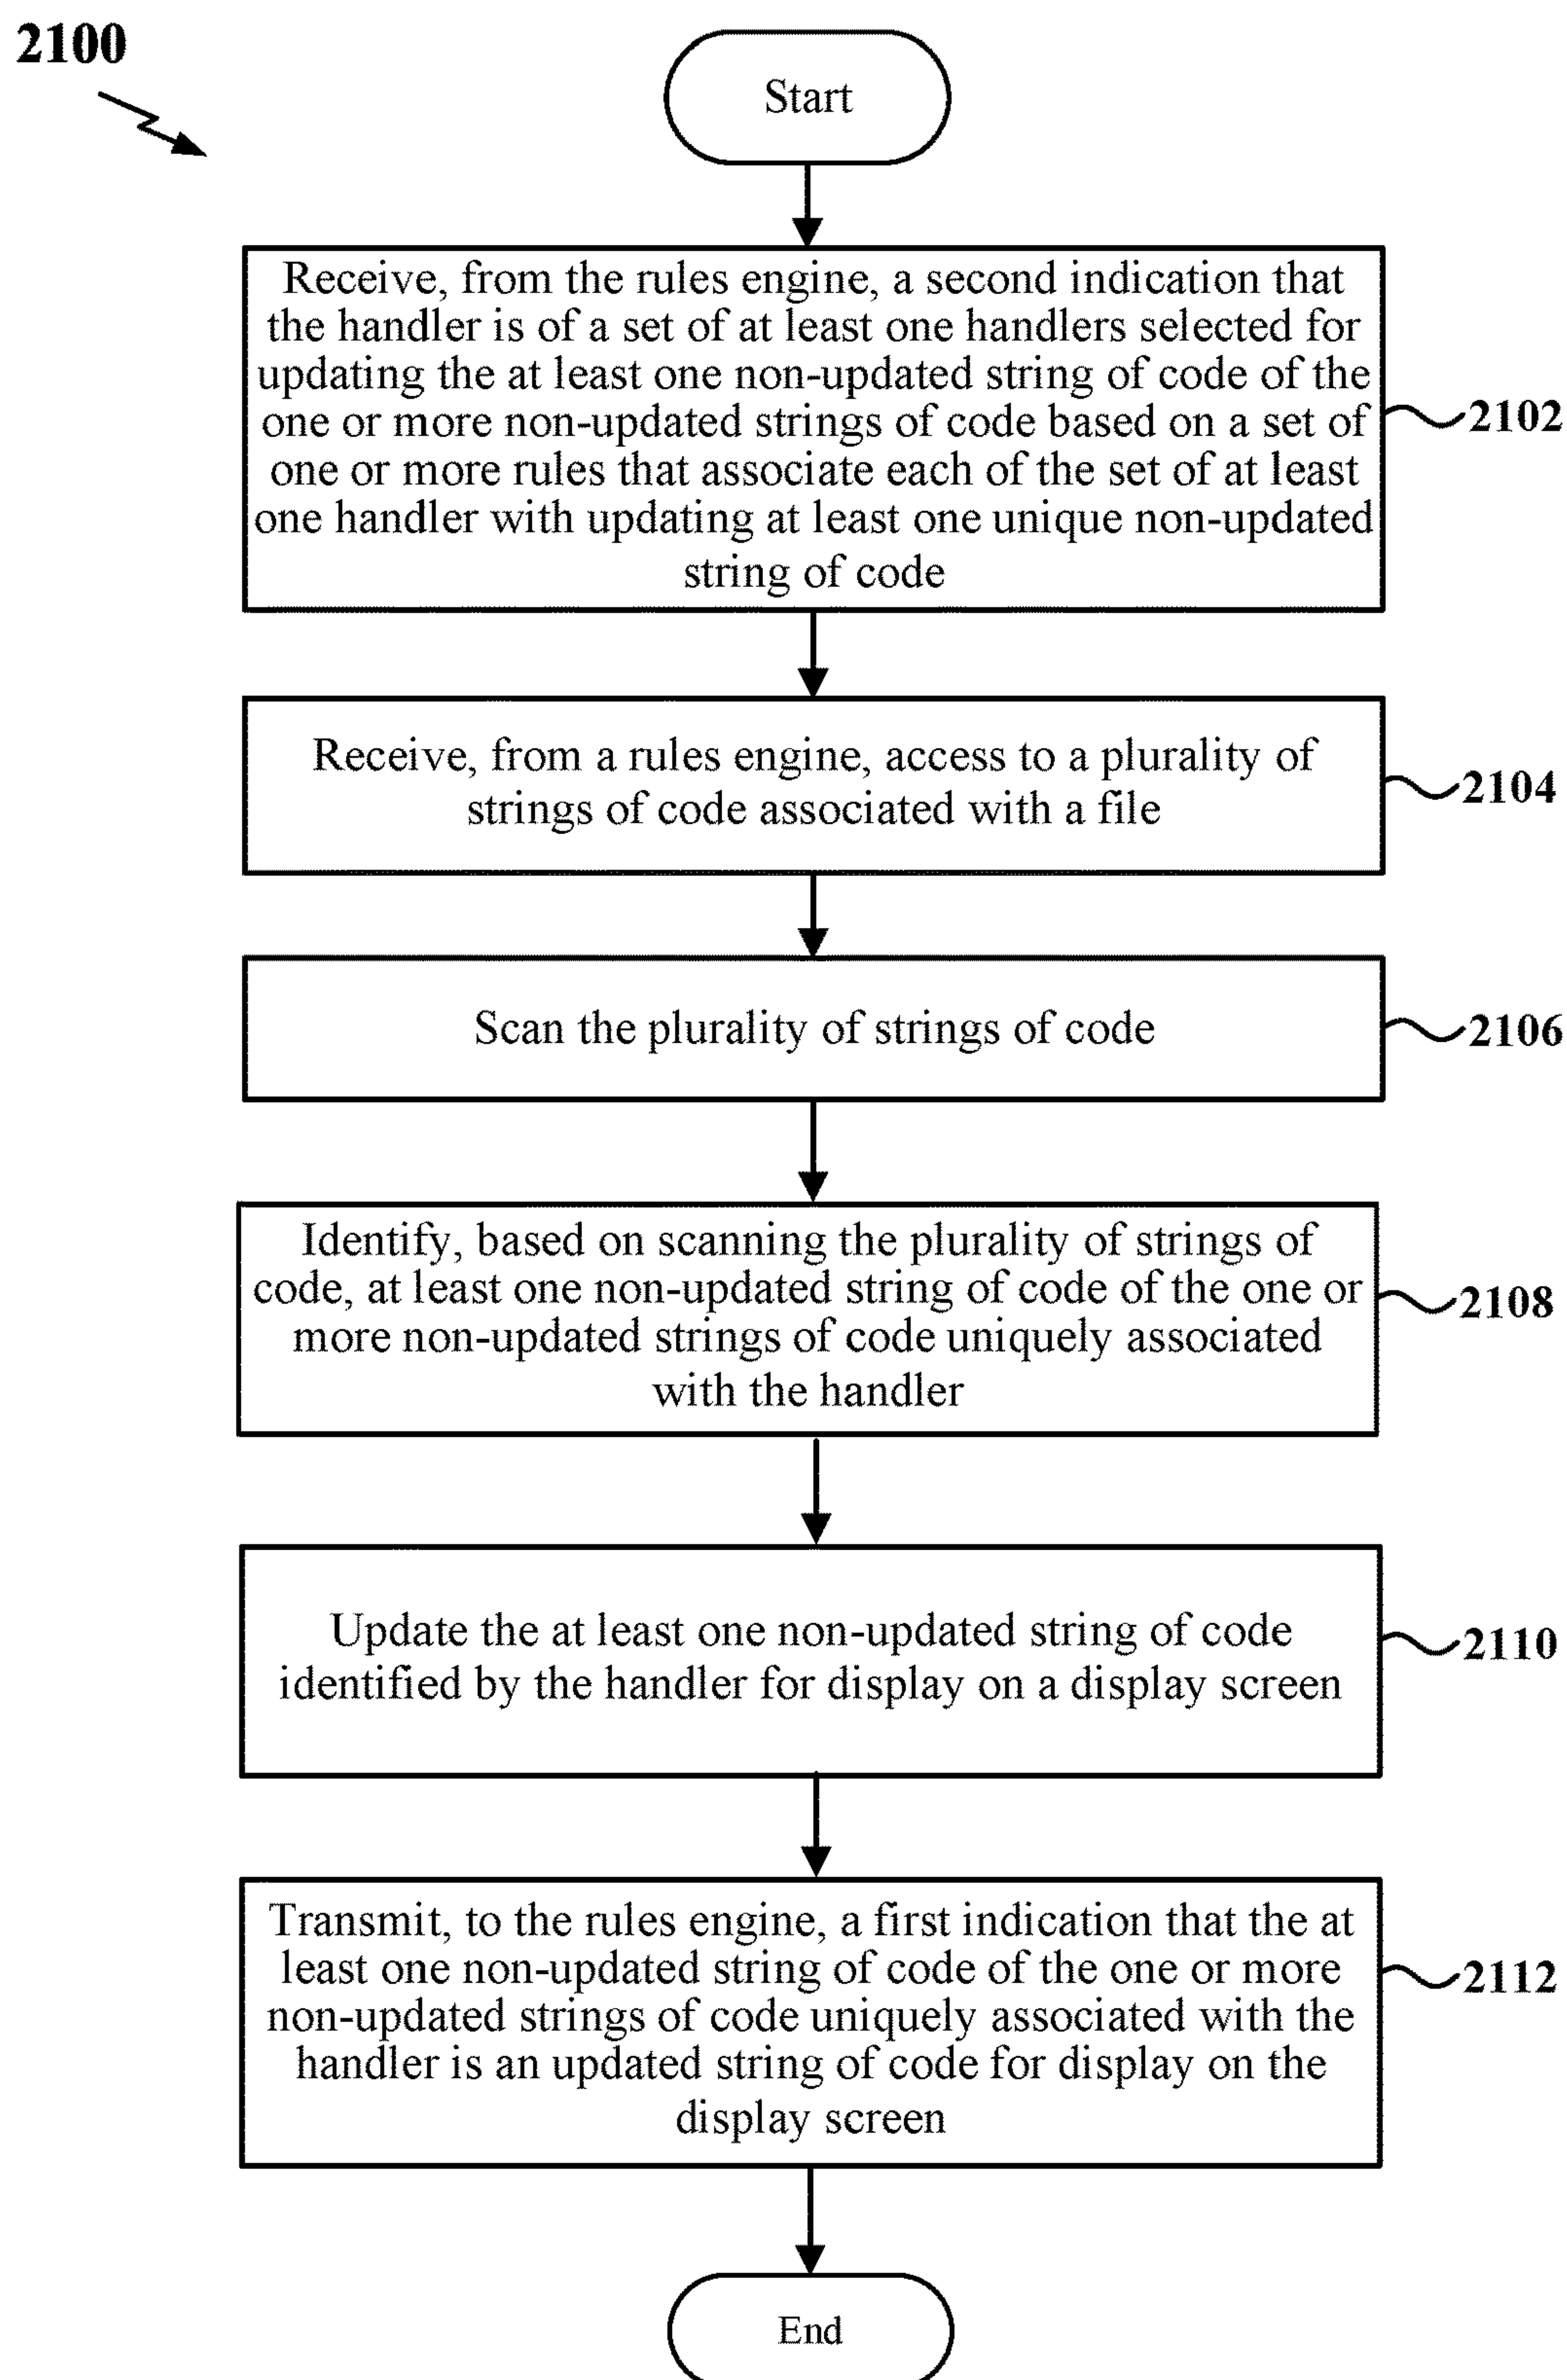 2100
Start
Receive, from the rules engine, a second indication that
the handler is of a set of at least one handlers selected for
updating the at least one non-updated string of code of the
one or more non-updated strings of code based on a set of
one or more rules that associate each of the set of at least
one handler with updating at least one unique non-updated
string of code
2102
Receive, from a rules engine, access to a plurality of
strings of code associated with a file
2104
Scan the plurality of strings of code
2106
Identify, based on scanning the plurality of strings of
code, at least one non-updated string of code of the one or
more non-updated strings of code uniquely associated
with the handler
2108
Update the at least one non-updated string of code
identified by the handler for display on a display screen
2110
Transmit, to the rules engine, a first indication that the at
least one non-updated string of code of the one or more
non-updated strings of code uniquely associated with the
handler is an updated string of code for display on the
display screen
2112
End